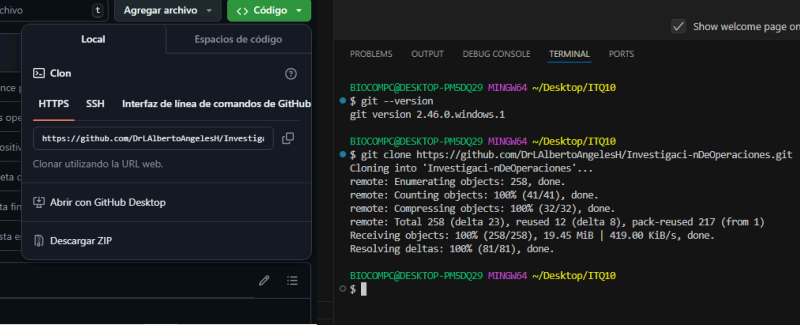 rchivo
t
Agregar archivo
<> Código
Local
Espacios de código
Clon
HTTPS
SSH
Interfaz de línea de comandos de GitHub
https://github.com/DrLAlbertoAngelesH/Investiga
Clonar utilizando la URL web.
Abrir con GitHub Desktop
Descargar ZIP
Show welcome page on
PROBLEMS
OUTPUT
DEBUG CONSOLE
TERMINAL
PORTS
BIOCOMPC@DESKTOP-PM5DQ29 MINGW64 ~/Desktop/ITQ10
$ git --version
git version 2.46.0.windows.1
BIOCOMPC@DESKTOP-PM5DQ29 MINGW64 ~/Desktop/ITQ10
$ git clone https://github.com/DrLAlbertoAngelesH/Investigaci-nDeOperaciones.git
Cloning into 'Investigaci-nDeOperaciones'...
remote: Enumerating objects: 258, done.
remote: Counting objects: 100% (41/41), done.
remote: Compressing objects: 100% (32/32), done.
remote: Total 258 (delta 23), reused 12 (delta 8), pack-reused 217 (from 1)
Receiving objects: 100% (258/258), 19.45 MiB | 419.00 KiB/s, done.
Resolving deltas: 100% (81/81), done.
BIOCOMPC@DESKTOP-PM5DQ29 MINGW64 ~/Desktop/ITQ10
$